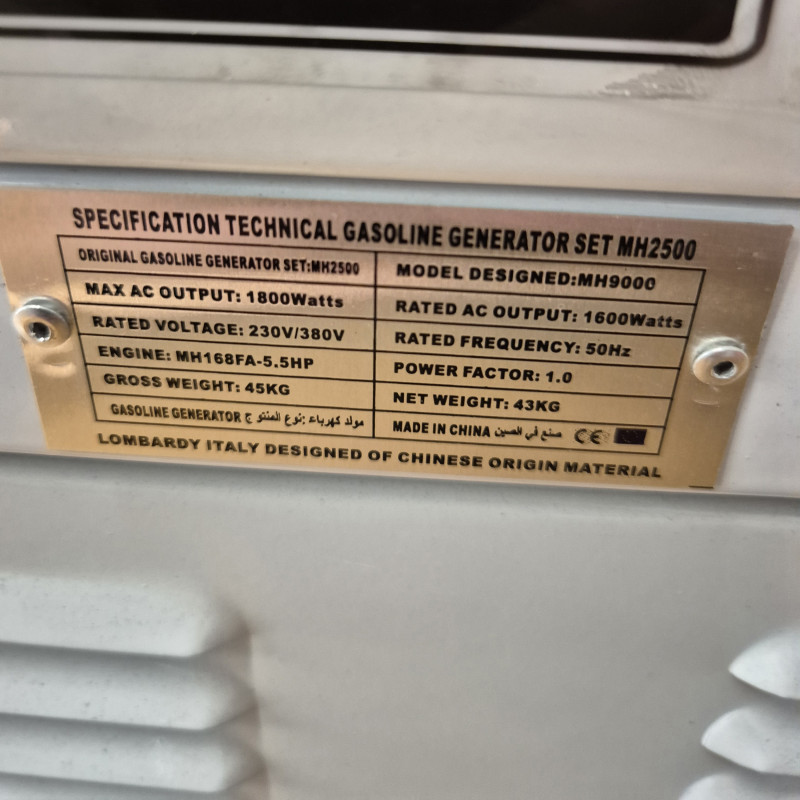 SPECIFICATION TECHNICAL GASOLINE GENERATOR SET MH2500
ORIGINAL GASOLINE GENERATOR SET:MH2500
MODEL DESIGNED:MH9000
MAX AC OUTPUT: 1800Watts
RATED AC OUTPUT: 1600Watts
RATED VOLTAGE: 230V/380V
RATED FREQUENCY: 50Hz
ENGINE: MH168FA-5.5HP
POWER FACTOR: 1.0
GROSS WEIGHT: 45KG
NET WEIGHT: 43KG
GASOLINE GENERATOR مولد كهرباء :نوع المنتو ج
MADE IN CHINA صنع في الصين CE
LOMBARDY ITALY DESIGNED OF CHINESE ORIGIN MATERIAL